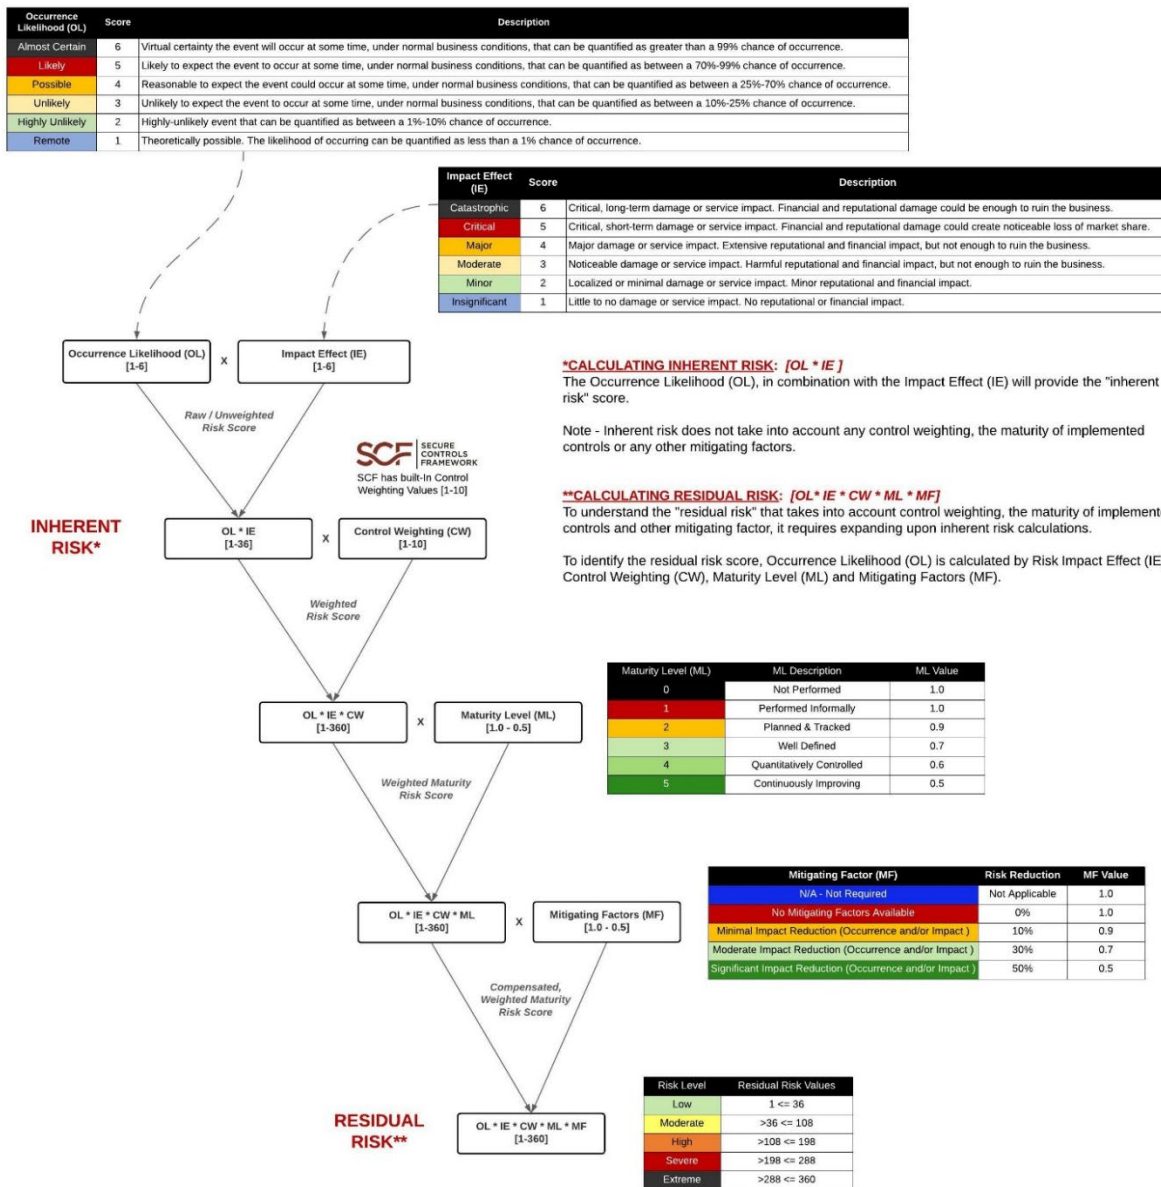 Occurrence Likelihood (OL) Score Description
Almost Certain 6 Virtual certainty the event will occur at some time, under normal business conditions, that can be quantified as greater than a 99% chance of occurrence.
Likely 5 Likely to expect the event to occur at some time, under normal business conditions, that can be quantified as between a 70%-99% chance of occurrence.
Possible 4 Reasonable to expect the event could occur at some time, under normal business conditions, that can be quantified as between a 25%-70% chance of occurrence.
Unlikely 3 Unlikely to expect the event to occur at some time, under normal business conditions, that can be quantified as between a 10%-25% chance of occurrence.
Highly Unlikely 2 Highly-unlikely event that can be quantified as between a 1%-10% chance of occurrence.
Remote 1 Theoretically possible. The likelihood of occurring can be quantified as less than a 1% chance of occurrence.
Impact Effect (IE) Score Description
Catastrophic 6 Critical, long-term damage or service impact. Financial and reputational damage could be enough to ruin the business.
Critical 5 Critical, short-term damage or service impact. Financial and reputational damage could create noticeable loss of market share.
Major 4 Major damage or service impact. Extensive reputational and financial impact, but not enough to ruin the business.
Moderate 3 Noticeable damage or service impact. Harmful reputational and financial impact, but not enough to ruin the business.
Minor 2 Localized or minimal damage or service impact. Minor reputational and financial impact.
Insignificant 1 Little to no damage or service impact. No reputational or financial impact.
Occurrence Likelihood (OL)
[1-6]
x
Impact Effect (IE)
[1-6]
Raw / Unweighted
Risk Score
*CALCULATING INHERENT RISK: [OL * IE ]
The Occurrence Likelihood (OL), in combination with the Impact Effect (IE) will provide the "inherent
risk" score.
Note - Inherent risk does not take into account any control weighting, the maturity of implemented
controls or any other mitigating factors.
SCF SECURE
CONTROLS
FRAMEWORK
SCF has built-In Control
Weighting Values [1-10]
**CALCULATING RESIDUAL RISK: [OL* IE * CW * ML * MF]
To understand the "residual risk" that takes into account control weighting, the maturity of implement
controls and other mitigating factor, it requires expanding upon inherent risk calculations.
To identify the residual risk score, Occurrence Likelihood (OL) is calculated by Risk Impact Effect (IE
Control Weighting (CW), Maturity Level (ML) and Mitigating Factors (MF).
INHERENT
RISK*
OL * IE
[1-36]
x
Control Weighting (CW)
[1-10]
Weighted
Risk Score
OL * IE * CW
[1-360]
x
Maturity Level (ML)
[1.0 - 0.5]
Weighted Maturity
Risk Score
Maturity Level (ML) ML Description ML Value
0 Not Performed 1.0
1 Performed Informally 1.0
2 Planned & Tracked 0.9
3 Well Defined 0.7
4 Quantitatively Controlled 0.6
5 Continuously Improving 0.5
OL * IE * CW * ML
[1-360]
x
Mitigating Factors (MF)
[1.0 - 0.5]
Compensated,
Weighted Maturity
Risk Score
Mitigating Factor (MF) Risk Reduction MF Value
N/A - Not Required Not Applicable 1.0
No Mitigating Factors Available 0% 1.0
Minimal Impact Reduction (Occurrence and/or Impact ) 10% 0.9
Moderate Impact Reduction (Occurrence and/or Impact ) 30% 0.7
Significant Impact Reduction (Occurrence and/or Impact ) 50% 0.5
RESIDUAL
RISK**
OL * IE * CW * ML * MF
[1-360]
Risk Level Residual Risk Values
Low 1 <= 36
Moderate >36 <= 108
High >108 <= 198
Severe >198 <= 288
Extreme >288 <= 360